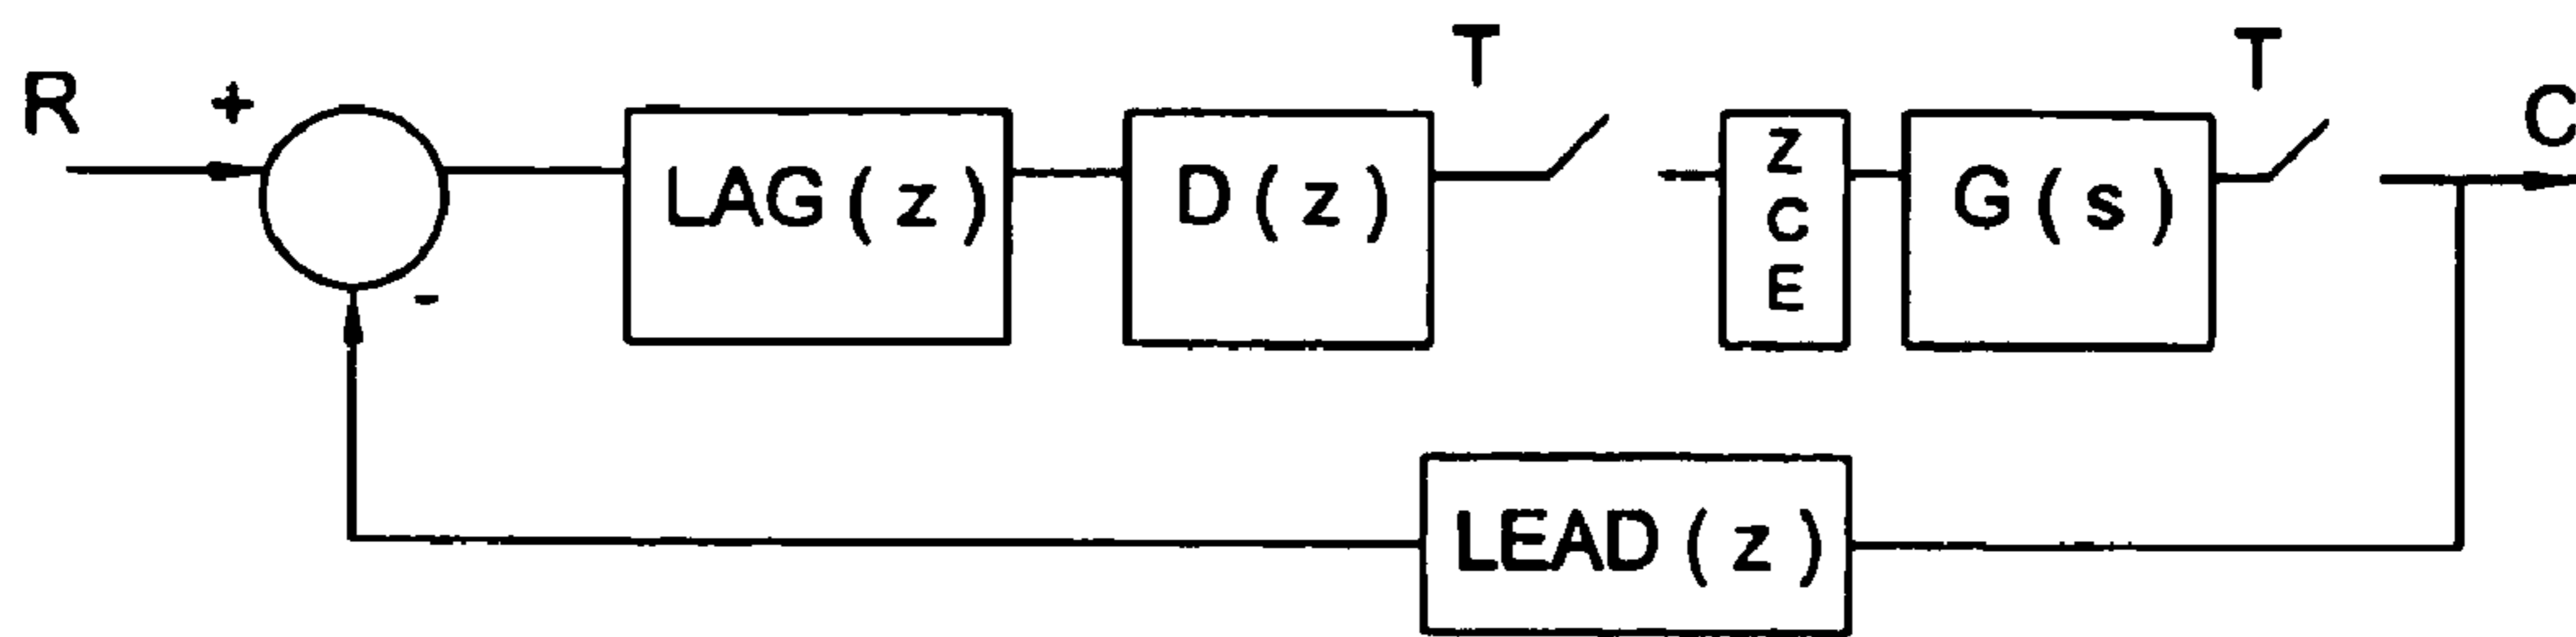 R
+
-
LAG ( z )
D ( z )
T
Z
C
E
G ( s )
T
C
LEAD ( z )